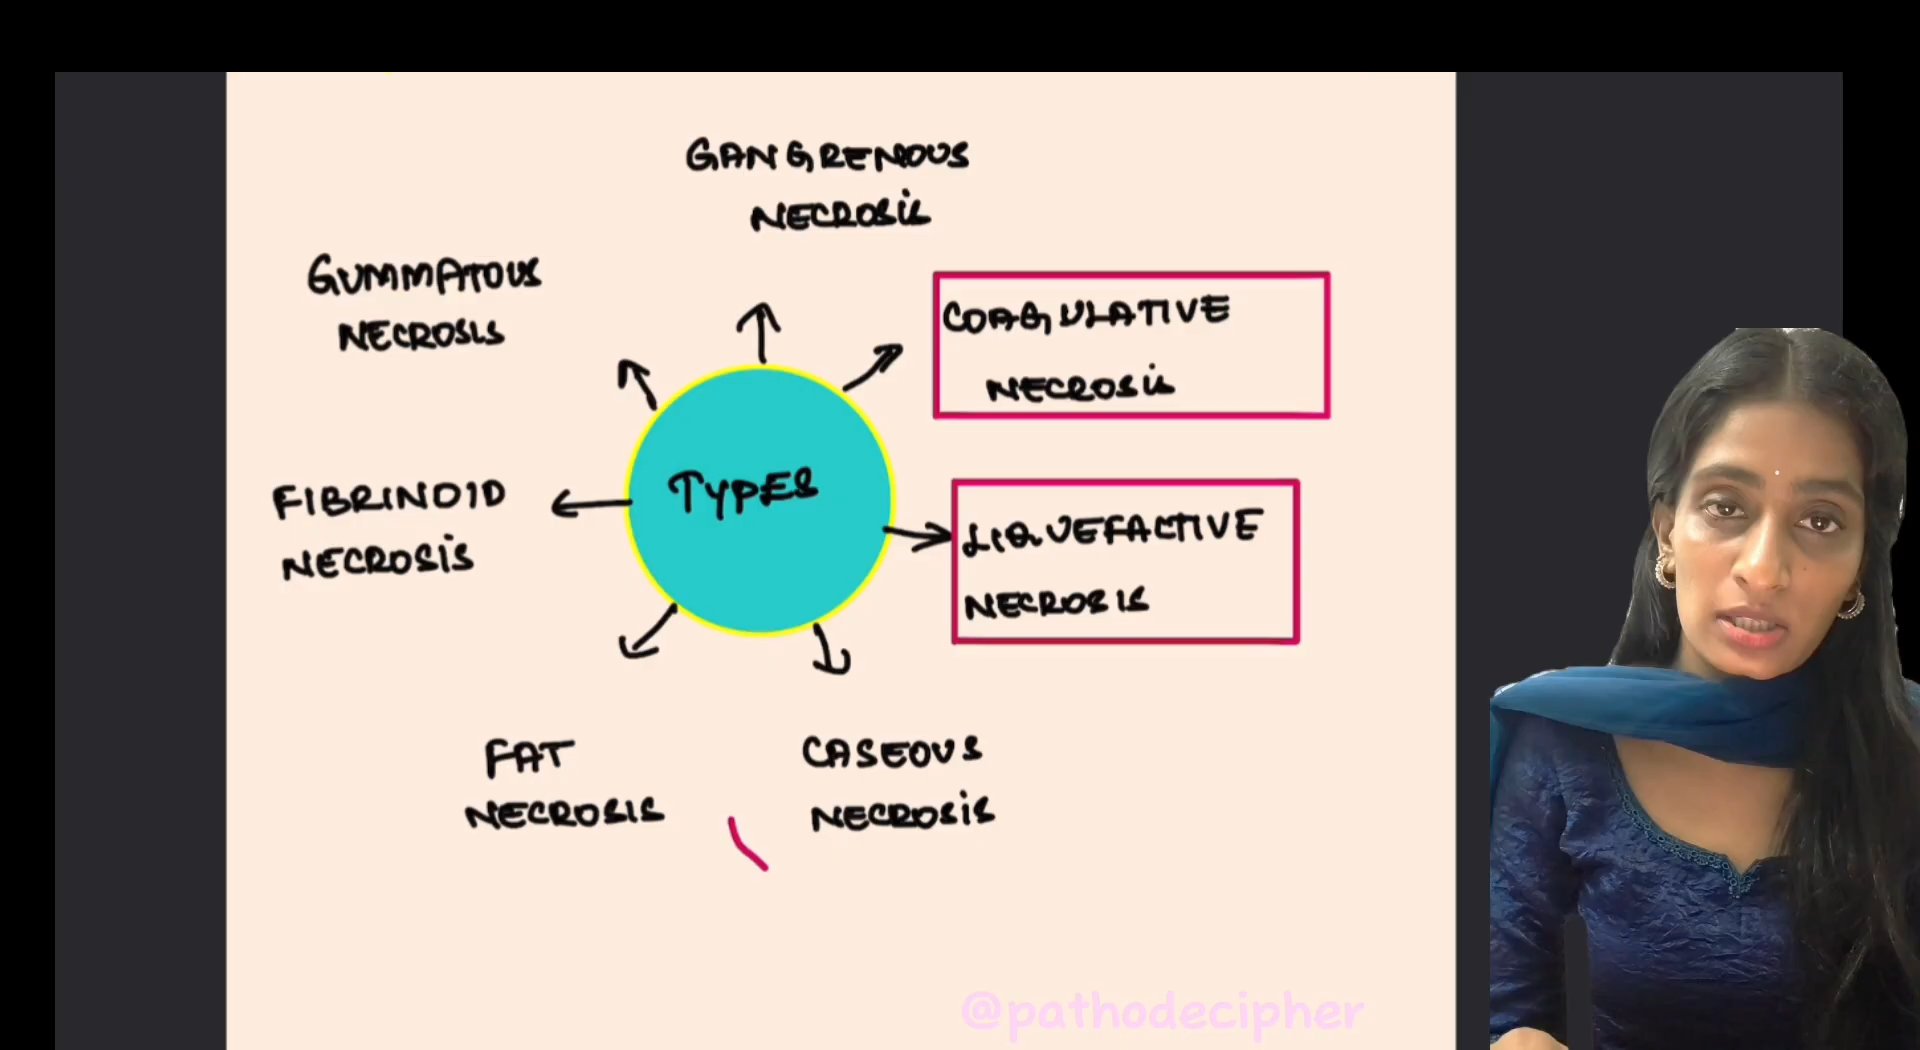 GANGRENOUS
NECROSIS
GUMMATOUS
NECROSIS
COAGULATIVE
NECROSIS
TYPES
FIBRINOID
NECROSIS
LIQUEFACTIVE
NECROSIS
FAT
NECROSIS
CASEOUS
NECROSIS
@pathodecipher